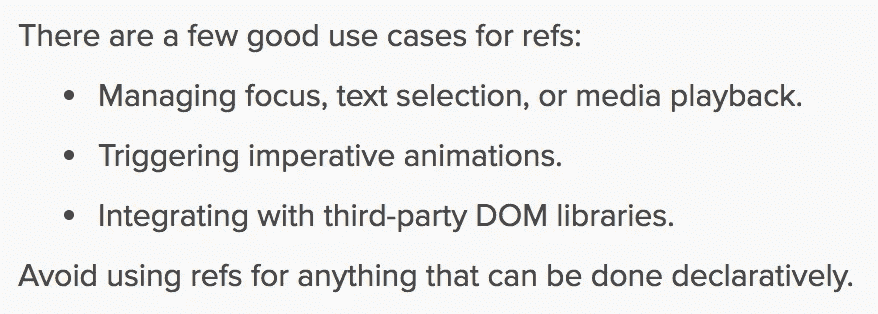 There are a few good use cases for refs:
• Managing focus, text selection, or media playback.
• Triggering imperative animations.
• Integrating with third-party DOM libraries.
Avoid using refs for anything that can be done declaratively.